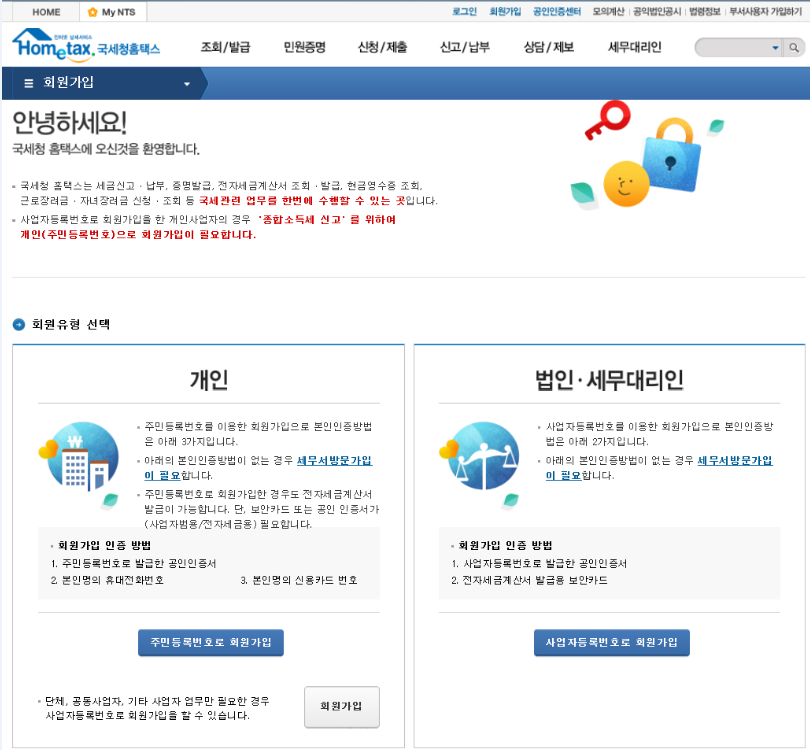 HOME My NTS 로그인 회원가입 공인인증센터 모의계산 공익법인공시 법령정보 부서사용자 가입하기
인터넷 납세서비스
Hometax. 국세청홈택스 조회/발급 민원증명 신청/제출 신고/납부 상담/제보 세무대리인
회원가입
안녕하세요!
국세청 홈택스에 오신것을 환영합니다.
국세청 홈택스는 세금신고 · 납부, 증명발급, 전자세금계산서 조회 · 발급, 현금영수증 조회,
근로장려금 · 자녀장려금 신청 · 조회 등 국세관련 업무를 한번에 수행할 수 있는 곳입니다.
사업자등록번호로 회원가입을 한 개인사업자의 경우 '종합소득세 신고' 를 위하여
개인(주민등록번호)으로 회원가입이 필요합니다.
회원유형 선택
개인
주민등록번호를 이용한 회원가입으로 본인인증방법
은 아래 3가지입니다.
아래의 본인인증방법이 없는 경우 세무서방문가입
이 필요합니다.
주민등록번호로 회원가입한 경우도 전자세금계산서
발급이 가능합니다. 단, 보안카드 또는 공인 인증서가
(사업자범용/전자세금용) 필요합니다.
회원가입 인증 방법
1. 주민등록번호로 발급한 공인인증서
2. 본인명의 휴대전화번호 3. 본인명의 신용카드 번호
주민등록번호로 회원가입
단체, 공동사업자, 기타 사업자 업무만 필요한 경우
사업자등록번호로 회원가입을 할 수 있습니다.
회원가입
법인·세무대리인
사업자등록번호를 이용한 회원가입으로 본인인증방
법은 아래 2가지입니다.
아래의 본인인증방법이 없는 경우 세무서방문가입
이 필요합니다.
회원가입 인증 방법
1. 사업자등록번호로 발급한 공인인증서
2. 전자세금계산서 발급용 보안카드
사업자등록번호로 회원가입